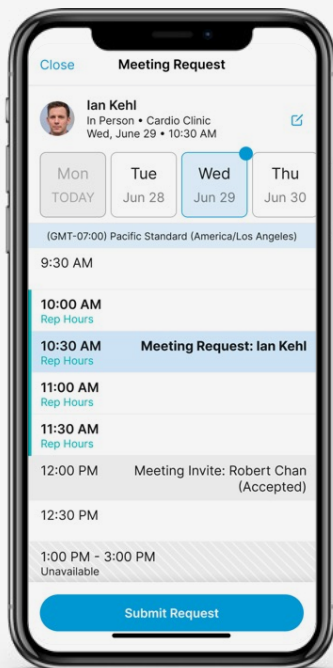 Close
Meeting Request
Ian Kehl
In Person • Cardio Clinic
Wed, June 29 • 10:30 AM
Mon
TODAY
Tue
Jun 28
Wed
Jun 29
Thu
Jun 30
(GMT-07:00) Pacific Standard (America/Los Angeles)
9:30 AM
10:00 AM
Rep Hours
10:30 AM
Meeting Request: Ian Kehl
Rep Hours
11:00 AM
Rep Hours
11:30 AM
Rep Hours
12:00 PM
Meeting Invite: Robert Chan
(Accepted)
12:30 PM
1:00 PM - 3:00 PM
Unavailable
Submit Request